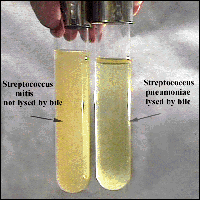 Streptococcus
mitis
not lysed by bile
Streptococcus
pneumoniae
lysed by bile